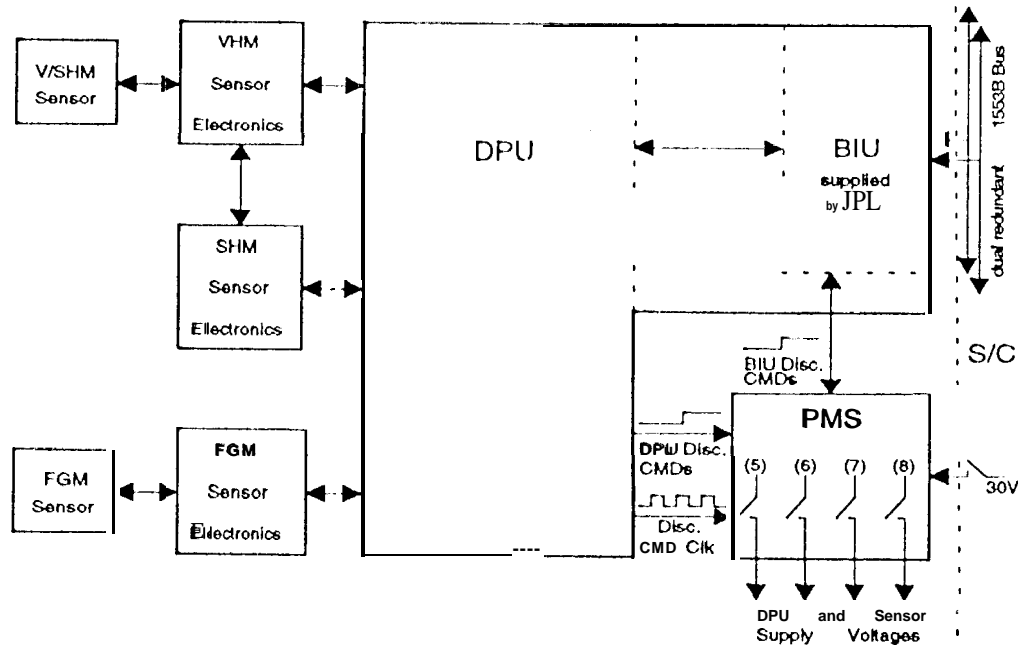 V/SHM
Sensor
VHM
Sensor
Electronics
SHM
Sensor
Ellectronics
FGM
Sensor
FGM
Sensor
Electronics
DPU
BIU
supplied
by JPL
dual redundant 1553B Bus
S/C
BIU Disc.
CMDs
DPU Disc.
CMDs
Disc.
CMD Clk
PMS
(5) (6) (7) (8)
30V
DPU and Sensor
Supply Voltages